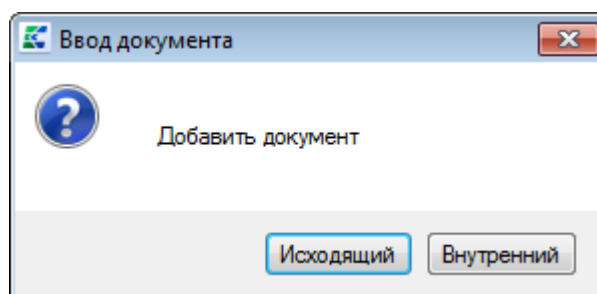 Ввод документа
Добавить документ
Исходящий Внутренний